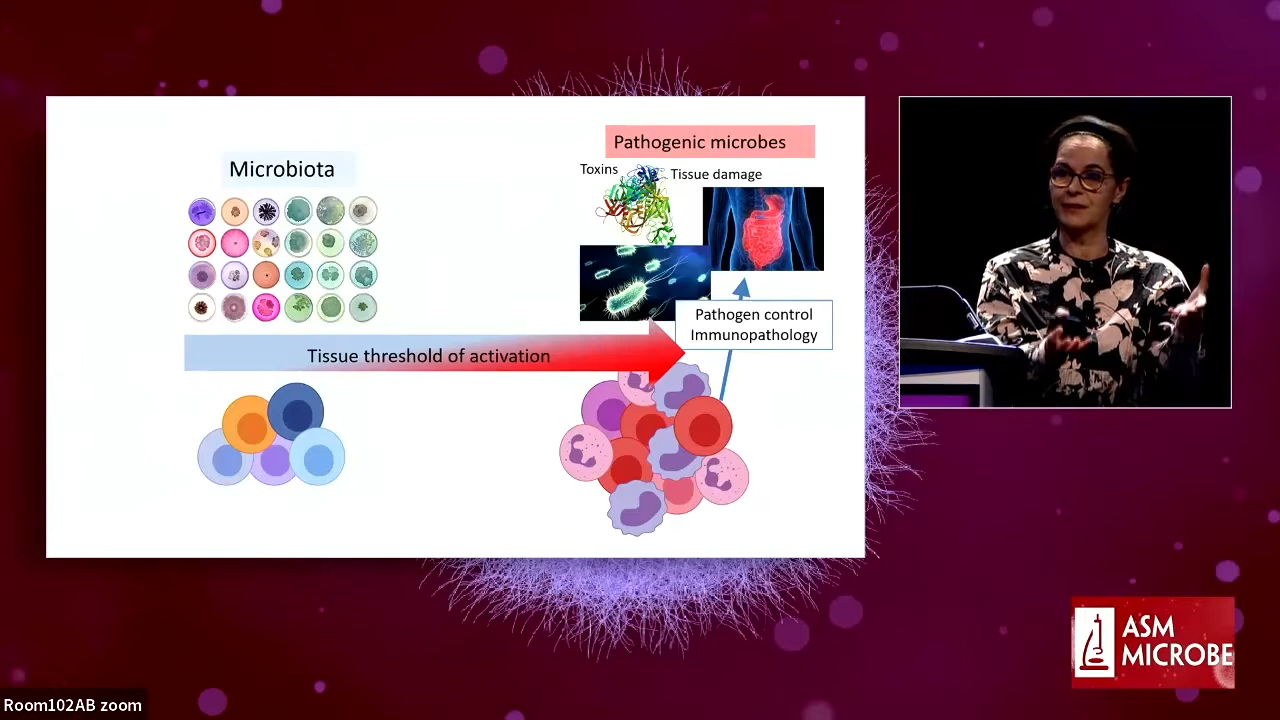 Pathogenic microbes
Microbiota
Toxins
Tissue damage
Pathogen control
Immunopathology
Tissue threshold of activation
ASM
MICROBE
Room102AB zoom